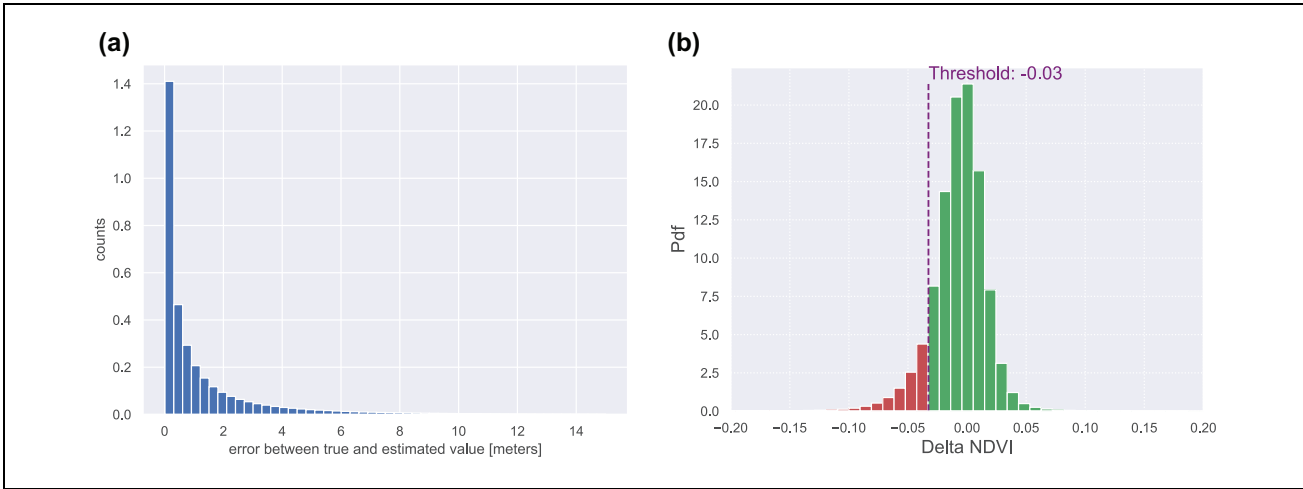 (a)
1.4
1.2
1.0
0.8
0.6
0.4
0.2
0.0
counts
0 2 4 6 8 10 12 14
error between true and estimated value [meters]
(b)
Threshold: -0.03
20.0
17.5
15.0
12.5
10.0
7.5
5.0
2.5
0.0
Pdf
−0.20 −0.15 −0.10 −0.05 0.00 0.05 0.10 0.15 0.20
Delta NDVI